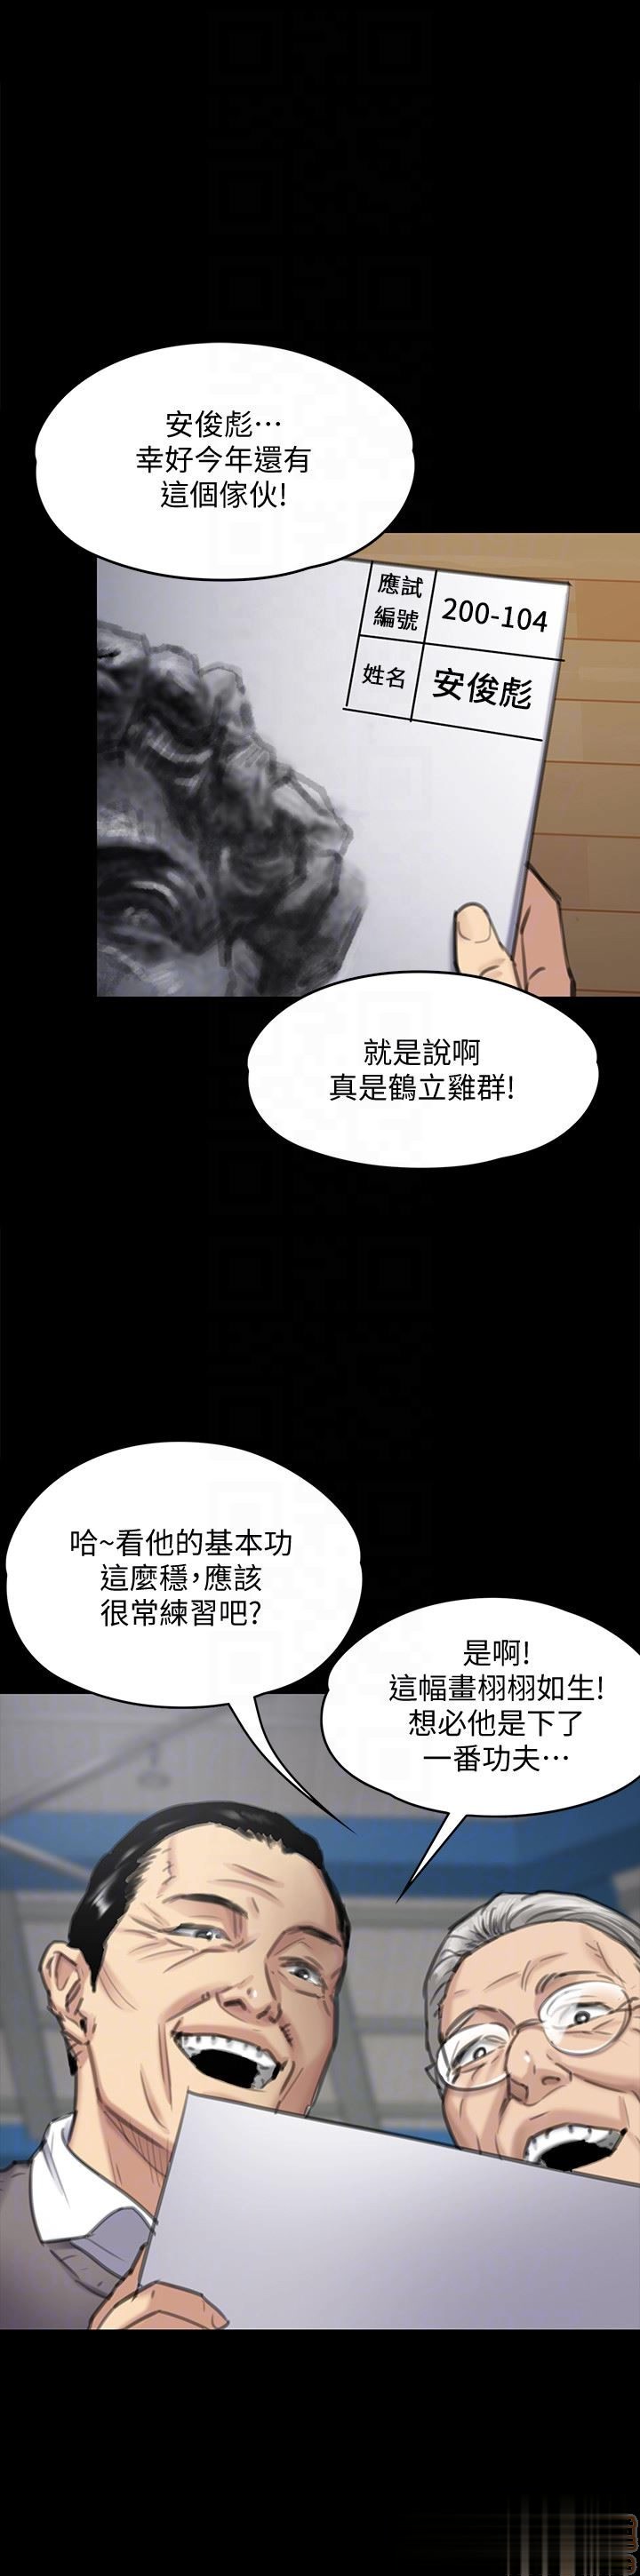 安俊彪…
幸好今年還有
這個傢伙!
應試
編號
200-104
姓名
安俊彪
就是說啊
真是鶴立雞群!
哈~看他的基本功
這麼穩，應該
很常練習吧?
是啊!
這幅畫栩栩如生!
想必他是下了
一番功夫…